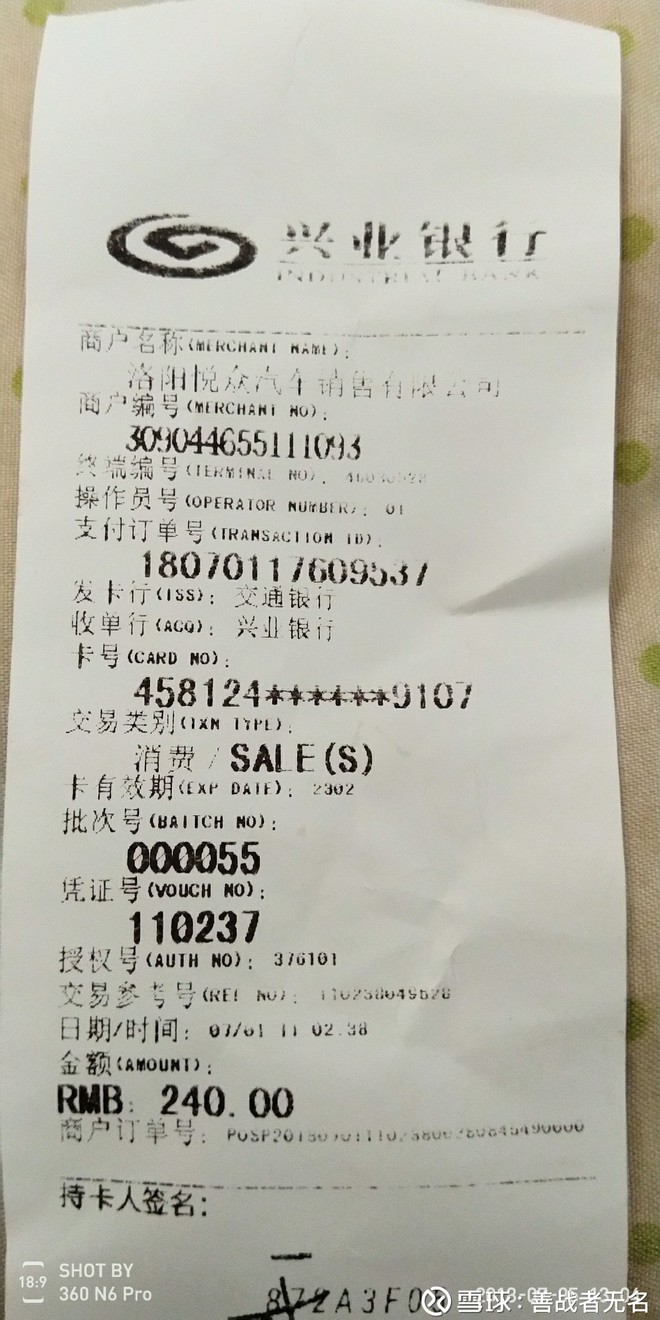 兴业银行
INDUSTRIAL BANK
商户名称(MERCHANT NAME):
洛阳悦众汽车销售有限公司
商户编号(MERCHANT NO):
309044655111093
终端编号(TERMINAL NO):
操作员号(OPERATOR NUMBER): 01
支付订单号(TRANSACTION ID):
180701117609537
发卡行(ISS): 交通银行
收单行(ACQ): 兴业银行
卡号(CARD NO):
458124******9107
交易类别(TXN TYPE):
消费 / SALE(S)
卡有效期(EXP DATE): 2302
批次号(BATTCH NO):
000055
凭证号(VOUCH NO):
110237
授权号(AUTH NO): 376101
交易参考号(REF NO): 110238049528
日期/时间: 07/01 11 02:38
金额(AMOUNT):
RMB: 240.00
商户订单号:
持卡人签名:
SHOT BY
18:9
360 N6 Pro
雪球:善战者无名